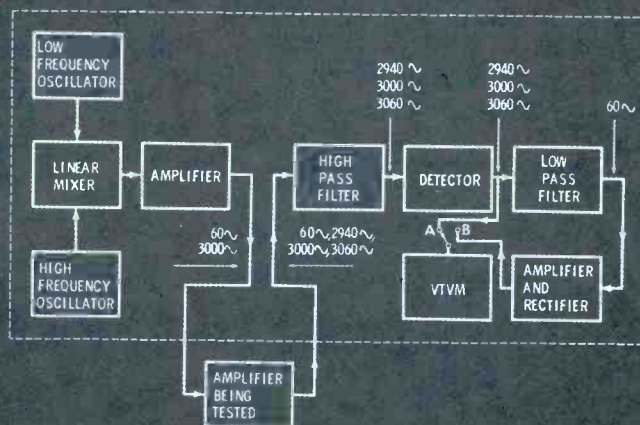 LOW
FREQUENCY
OSCILLATOR
LINEAR
MIXER
HIGH
FREQUENCY
OSCILLATOR
AMPLIFIER
60∿
3000∿
AMPLIFIER
BEING
TESTED
60∿,2940∿,
3000∿,3060∿
HIGH
PASS
FILTER
2940∿
3000∿
3060∿
DETECTOR
2940∿
3000∿
3060∿
LOW
PASS
FILTER
60∿
A
B
VTVM
AMPLIFIER
AND
RECTIFIER